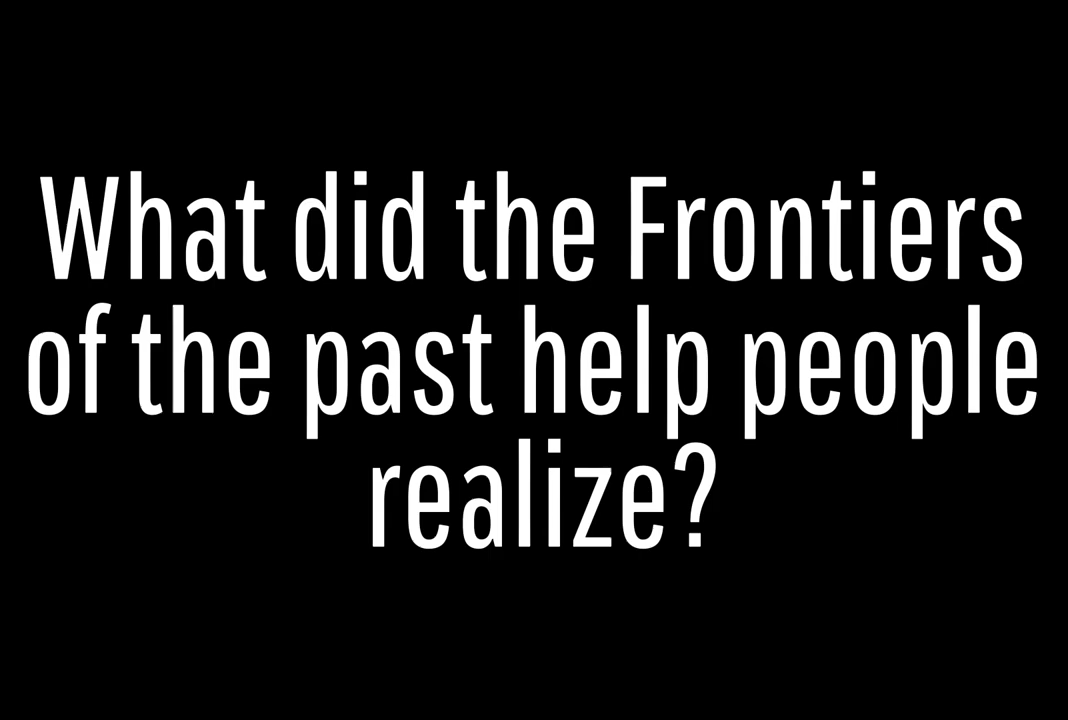 What did the Frontiers
of the past help people
realize?